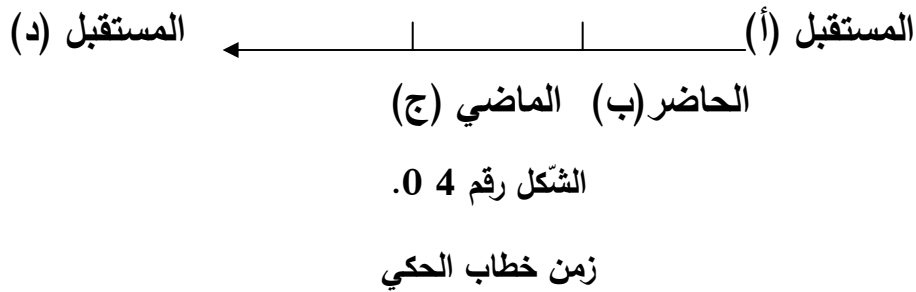 المستقبل (أ) المستقبل (د)
الحاضر(ب) الماضي (ج)
الشّكل رقم 4 0.
زمن خطاب الحكي